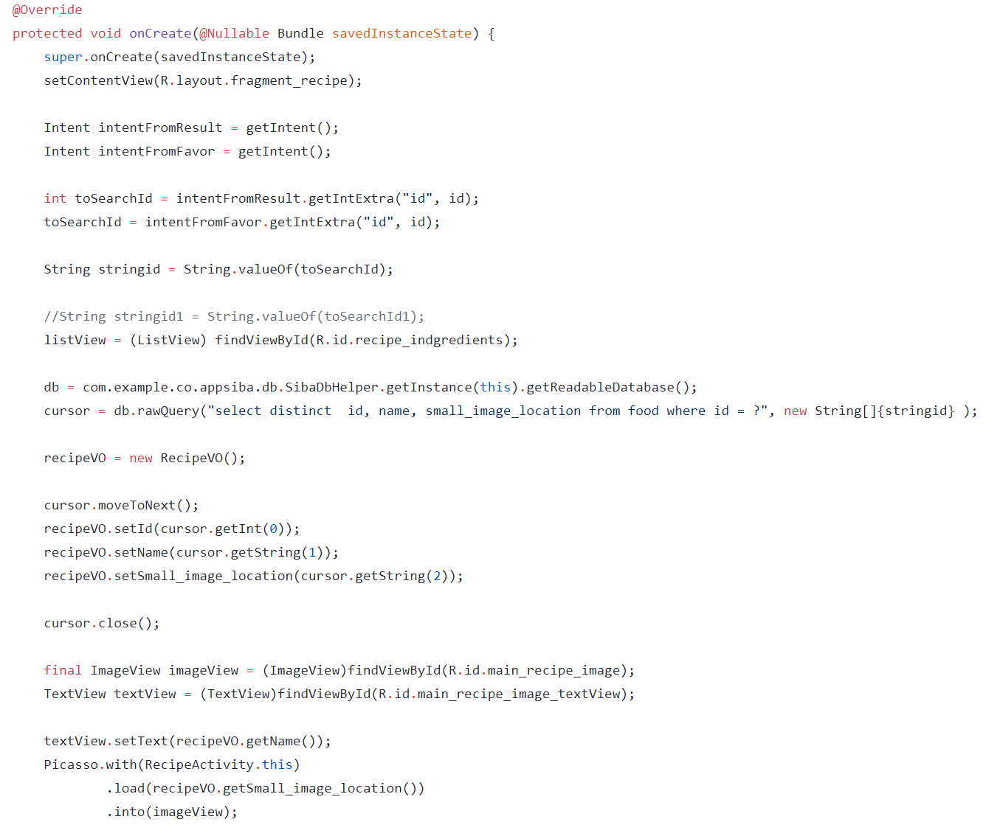 @Override
protected void onCreate(@Nullable Bundle savedInstanceState) {
    super.onCreate(savedInstanceState);
    setContentView(R.layout.fragment_recipe);

    Intent intentFromResult = getIntent();
    Intent intentFromFavor = getIntent();

    int toSearchId = intentFromResult.getIntExtra("id", id);
    toSearchId = intentFromFavor.getIntExtra("id", id);

    String stringid = String.valueOf(toSearchId);

    //String stringid1 = String.valueOf(toSearchId1);
    listView = (ListView) findViewById(R.id.recipe_indgredients);

    db = com.example.co.appsiba.db.SibaDbHelper.getInstance(this).getReadableDatabase();
    cursor = db.rawQuery("select distinct  id, name, small_image_location from food where id = ?", new String[]{stringid} );

    recipeVO = new RecipeVO();

    cursor.moveToNext();
    recipeVO.setId(cursor.getInt(0));
    recipeVO.setName(cursor.getString(1));
    recipeVO.setSmall_image_location(cursor.getString(2));

    cursor.close();

    final ImageView imageView = (ImageView)findViewById(R.id.main_recipe_image);
    TextView textView = (TextView)findViewById(R.id.main_recipe_image_textView);

    textView.setText(recipeVO.getName());
    Picasso.with(RecipeActivity.this)
            .load(recipeVO.getSmall_image_location())
            .into(imageView);